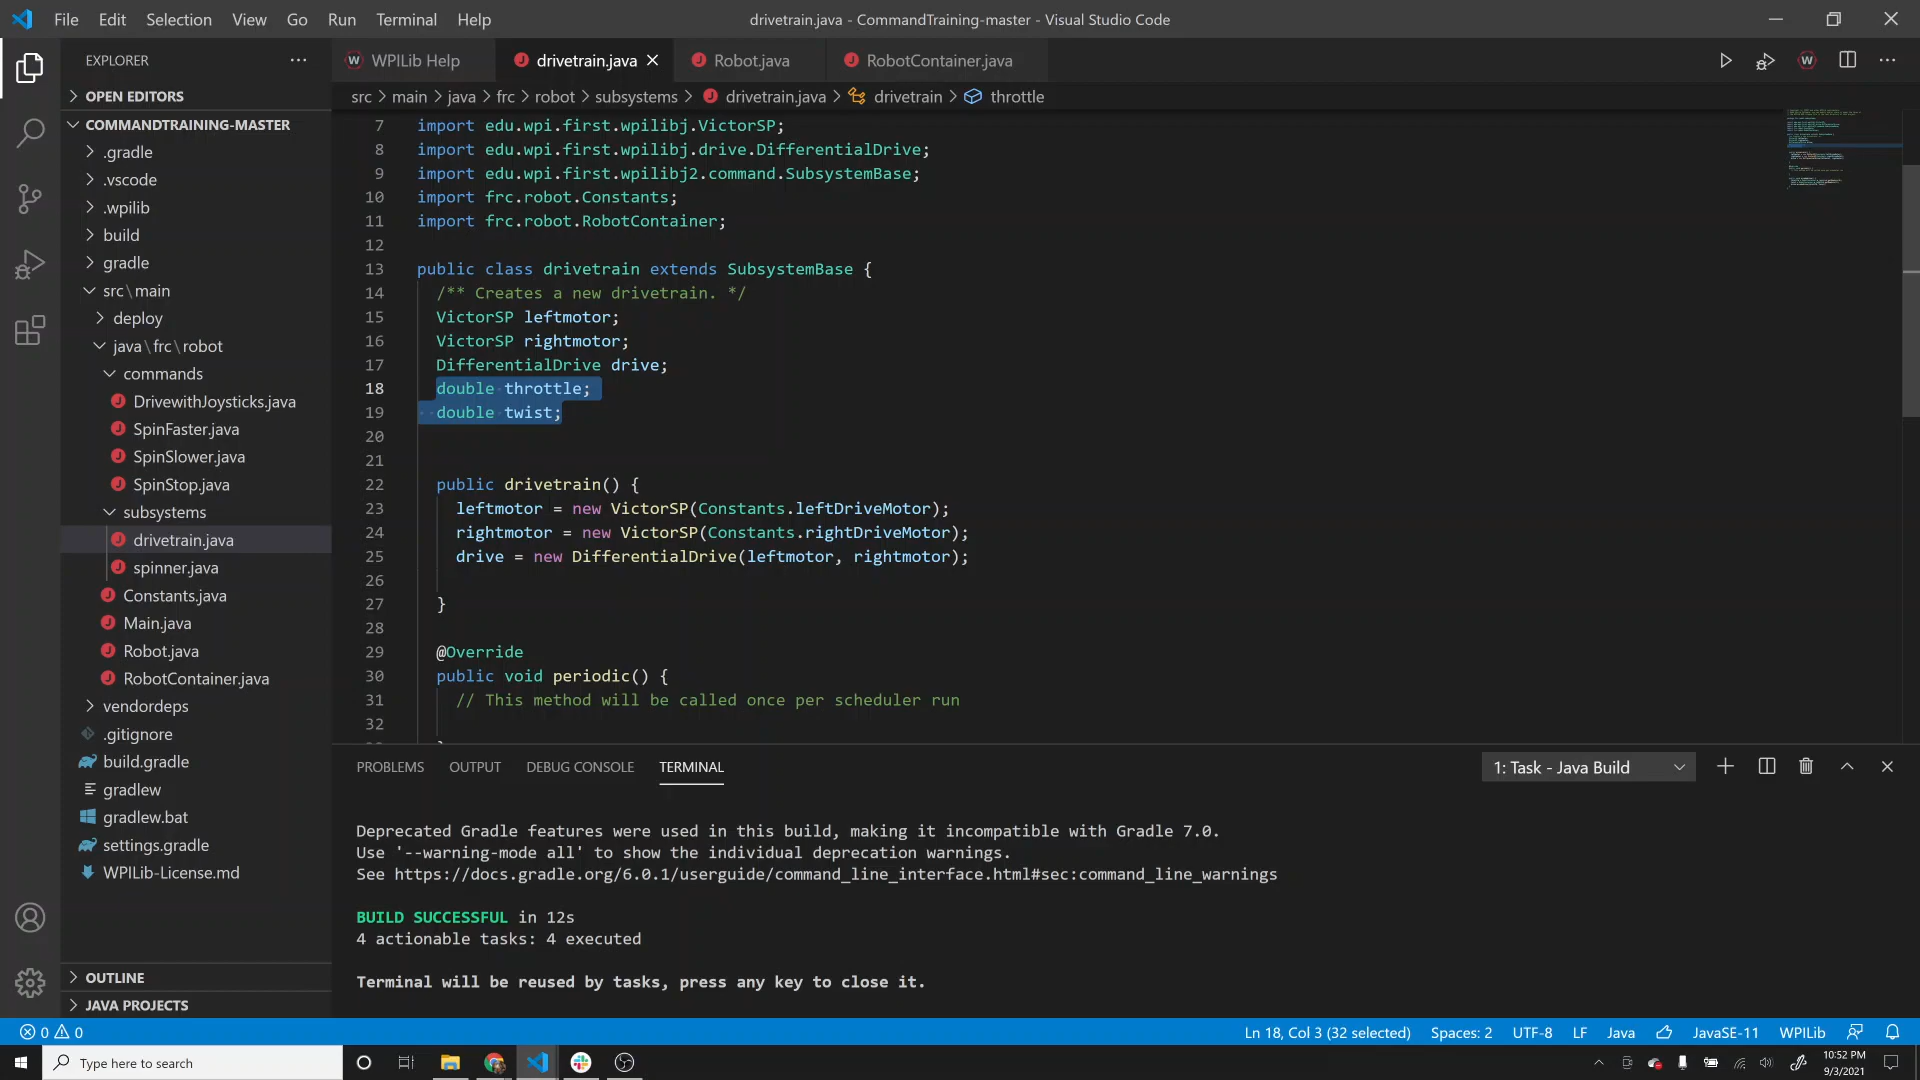 File Edit Selection View Go Run Terminal Help
drivetrain.java - CommandTraining-master - Visual Studio Code
EXPLORER
WPILib Help
drivetrain.java
Robot.java
RobotContainer.java
src > main > java > frc > robot > subsystems > drivetrain.java > drivetrain > throttle
OPEN EDITORS
COMMANDTRAINING-MASTER
.gradle
.vscode
.wpilib
build
gradle
src\main
deploy
java\frc\robot
commands
DrivewithJoysticks.java
SpinFaster.java
SpinSlower.java
SpinStop.java
subsystems
drivetrain.java
spinner.java
Constants.java
Main.java
Robot.java
RobotContainer.java
vendordeps
.gitignore
build.gradle
gradlew
gradlew.bat
settings.gradle
WPILib-License.md
OUTLINE
JAVA PROJECTS
7 import edu.wpi.first.wpilibj.VictorSP;
8 import edu.wpi.first.wpilibj.drive.DifferentialDrive;
9 import edu.wpi.first.wpilibj2.command.SubsystemBase;
10 import frc.robot.Constants;
11 import frc.robot.RobotContainer;
12
13 public class drivetrain extends SubsystemBase {
14 /** Creates a new drivetrain. */
15 VictorSP leftmotor;
16 VictorSP rightmotor;
17 DifferentialDrive drive;
18 double throttle;
19 double twist;
20
21
22 public drivetrain() {
23 leftmotor = new VictorSP(Constants.leftDriveMotor);
24 rightmotor = new VictorSP(Constants.rightDriveMotor);
25 drive = new DifferentialDrive(leftmotor, rightmotor);
26
27 }
28
29 @Override
30 public void periodic() {
31 // This method will be called once per scheduler run
32
PROBLEMS OUTPUT DEBUG CONSOLE TERMINAL
1: Task - Java Build
Deprecated Gradle features were used in this build, making it incompatible with Gradle 7.0.
Use '--warning-mode all' to show the individual deprecation warnings.
See https://docs.gradle.org/6.0.1/userguide/command_line_interface.html#sec:command_line_warnings
BUILD SUCCESSFUL in 12s
4 actionable tasks: 4 executed
Terminal will be reused by tasks, press any key to close it.
0 0
Ln 18, Col 3 (32 selected) Spaces: 2 UTF-8 LF Java JavaSE-11 WPILib
Type here to search
10:52 PM
9/3/2021